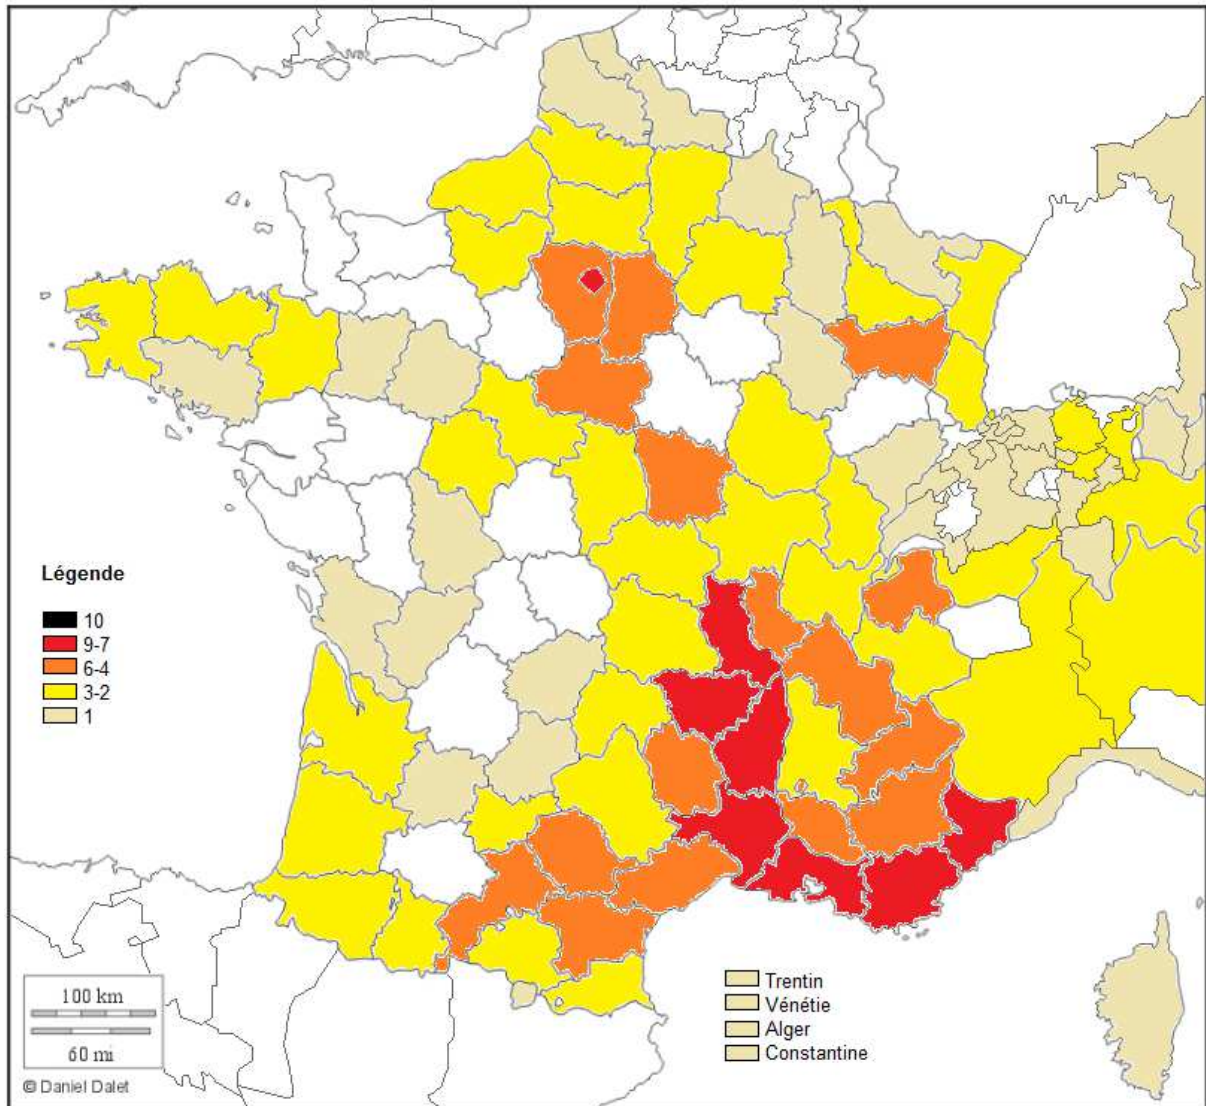 Légende
10
9-7
6-4
3-2
1
Trentin
Vénétie
Alger
Constantine
100 km
60 mi
© Daniel Dalet